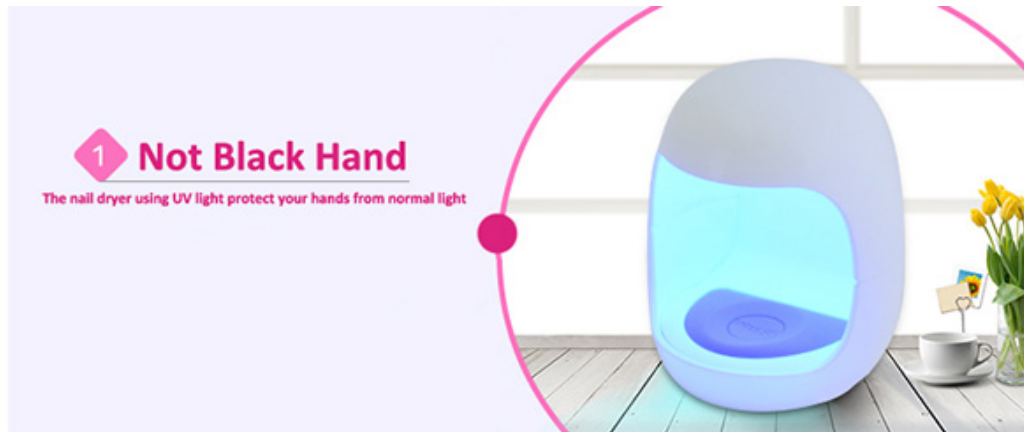 1 Not Black Hand
The nail dryer using UV light protect your hands from normal light